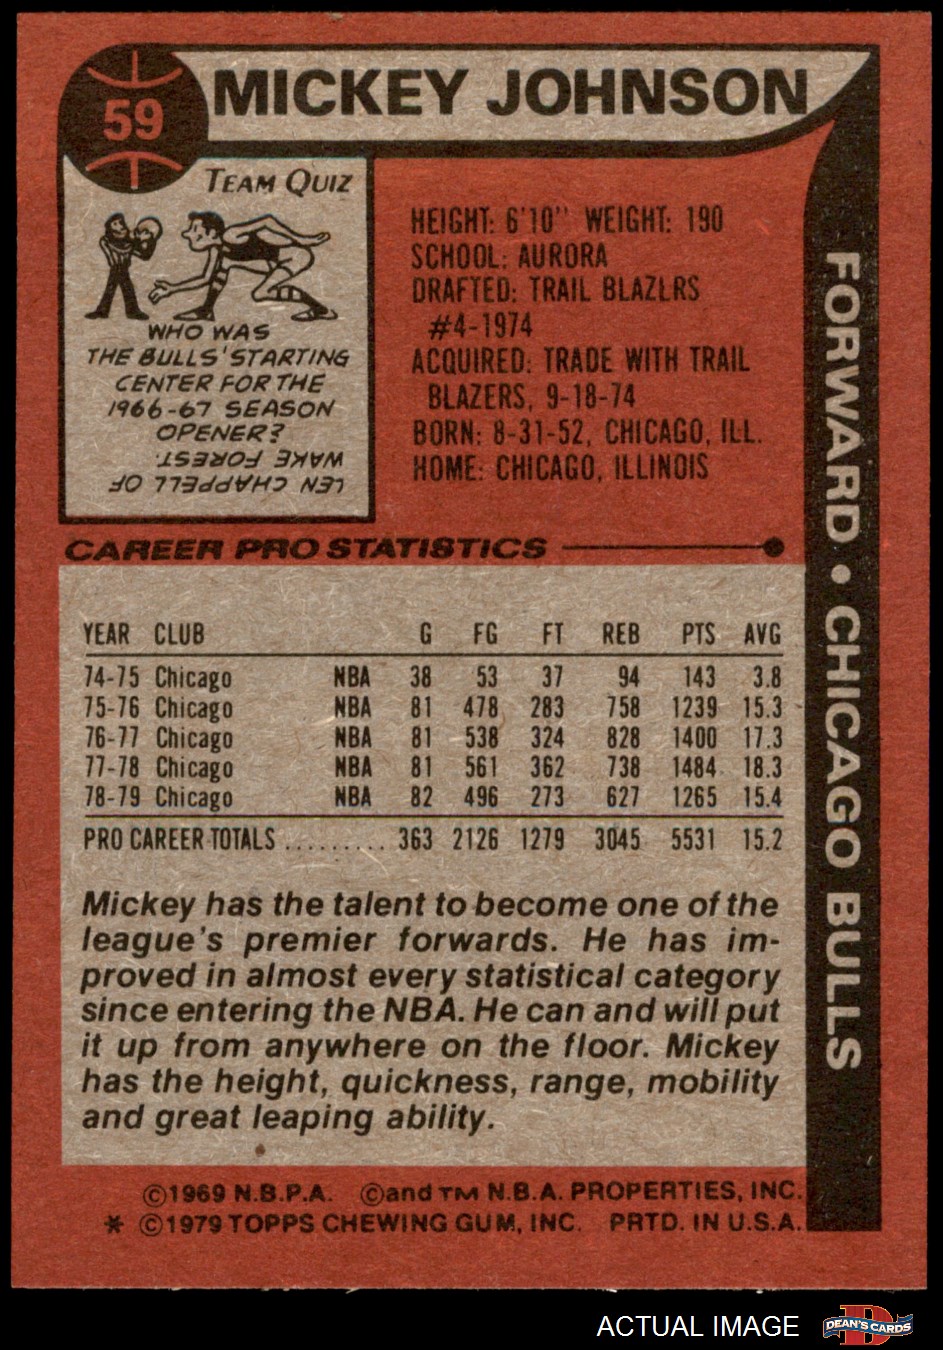 59
MICKEY JOHNSON
TEAM QUIZ
WHO WAS
THE BULLS' STARTING
CENTER FOR THE
1966-67 SEASON
OPENER?
LEN CHAPPELL OF
WAKE FOREST.
HEIGHT: 6'10" WEIGHT: 190
SCHOOL: AURORA
DRAFTED: TRAIL BLAZLRS
#4-1974
ACQUIRED: TRADE WITH TRAIL
BLAZERS, 9-18-74
BORN: 8-31-52, CHICAGO, ILL.
HOME: CHICAGO, ILLINOIS
FORWARD • CHICAGO BULLS
CAREER PRO STATISTICS
YEAR CLUB G FG FT REB PTS AVG
74-75 Chicago NBA 38 53 37 94 143 3.8
75-76 Chicago NBA 81 478 283 758 1239 15.3
76-77 Chicago NBA 81 538 324 828 1400 17.3
77-78 Chicago NBA 81 561 362 738 1484 18.3
78-79 Chicago NBA 82 496 273 627 1265 15.4
PRO CAREER TOTALS ......... 363 2126 1279 3045 5531 15.2
Mickey has the talent to become one of the
league's premier forwards. He has im-
proved in almost every statistical category
since entering the NBA. He can and will put
it up from anywhere on the floor. Mickey
has the height, quickness, range, mobility
and great leaping ability.
©1969 N.B.P.A. ©and TM N.B.A. PROPERTIES, INC.
* ©1979 TOPPS CHEWING GUM, INC. PRTD. IN U.S.A.
ACTUAL IMAGE
D
DEAN'S CARDS